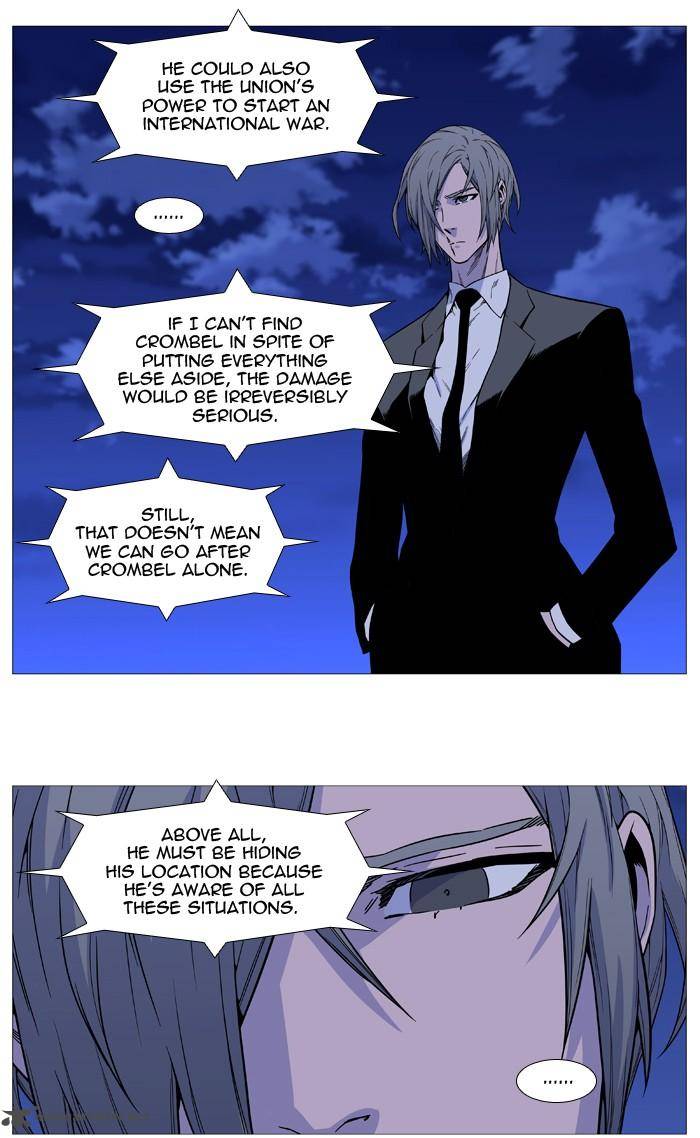 HE COULD ALSO
USE THE UNION'S
POWER TO START AN
INTERNATIONAL WAR.
......
IF I CAN'T FIND
CROMBEL IN SPITE OF
PUTTING EVERYTHING
ELSE ASIDE, THE DAMAGE
WOULD BE IRREVERSIBLY
SERIOUS.
STILL,
THAT DOESN'T MEAN
WE CAN GO AFTER
CROMBEL ALONE.
ABOVE ALL,
HE MUST BE HIDING
HIS LOCATION BECAUSE
HE'S AWARE OF ALL
THESE SITUATIONS.
......